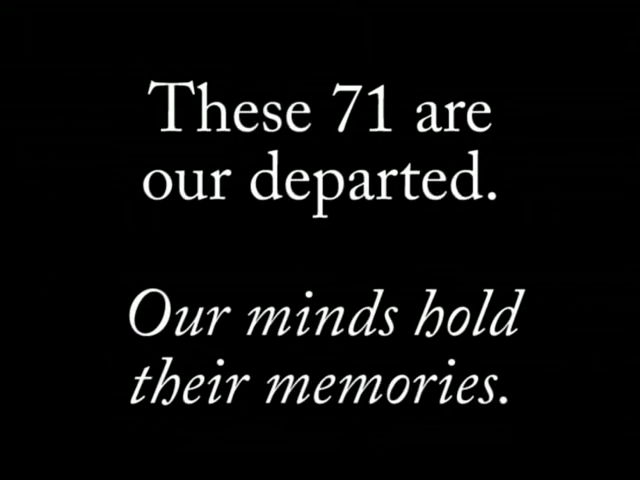 These 71 are
our departed.
Our minds hold
their memories.